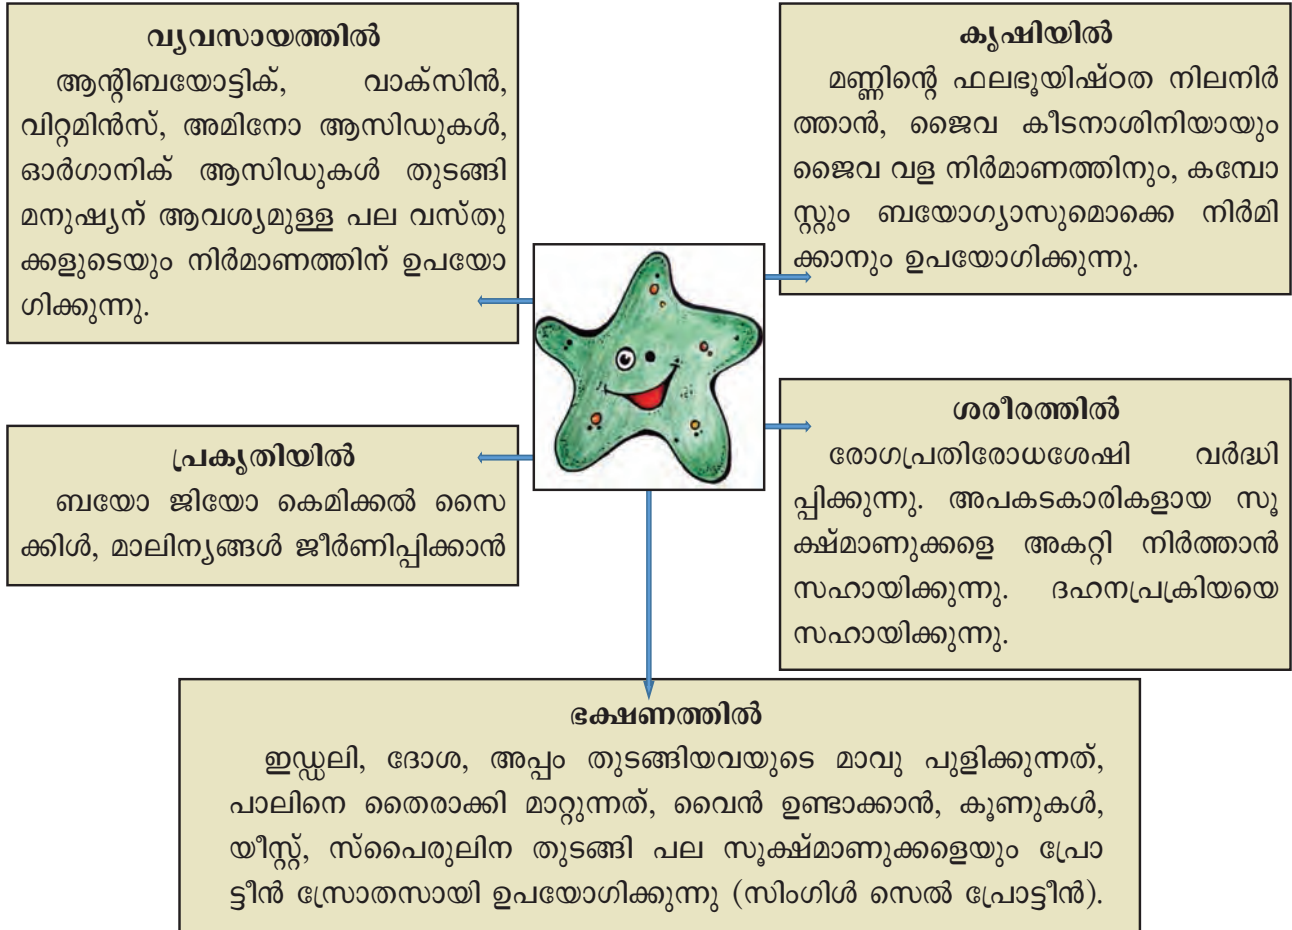 വ്യവസായത്തിൽ
ആന്റിബയോട്ടിക്, വാക്സിൻ,
വിറ്റമിൻസ്, അമിനോ ആസിഡുകൾ,
ഓർഗാനിക് ആസിഡുകൾ തുടങ്ങി
മനുഷ്യന് ആവശ്യമുള്ള പല വസ്തു
ക്കളുടെയും നിർമാണത്തിന് ഉപയോ
ഗിക്കുന്നു.
കൃഷിയിൽ
മണ്ണിന്റെ ഫലഭൂയിഷ്ഠത നിലനിർ
ത്താൻ, ജൈവ കീടനാശിനിയായും
ജൈവ വള നിർമാണത്തിനും, കമ്പോ
സ്റ്റും ബയോഗ്യാസുമൊക്കെ നിർമി
ക്കാനും ഉപയോഗിക്കുന്നു.
പ്രകൃതിയിൽ
ബയോ ജിയോ കെമിക്കൽ സൈ
ക്കിൾ, മാലിന്യങ്ങൾ ജീർണിപ്പിക്കാൻ
ശരീരത്തിൽ
രോഗപ്രതിരോധശേഷി വർദ്ധി
പ്പിക്കുന്നു. അപകടകാരികളായ സൂ
ക്ഷ്മാണുക്കളെ അകറ്റി നിർത്താൻ
സഹായിക്കുന്നു. ദഹനപ്രക്രിയയെ
സഹായിക്കുന്നു.
ഭക്ഷണത്തിൽ
ഇഡ്ഡലി, ദോശ, അപ്പം തുടങ്ങിയവയുടെ മാവു പുളിക്കുന്നത്,
പാലിനെ തൈരാക്കി മാറ്റുന്നത്, വൈൻ ഉണ്ടാക്കാൻ, കൂണുകൾ,
യീസ്റ്റ്, സ്പൈരുലിന തുടങ്ങി പല സൂക്ഷ്മാണുക്കളെയും പ്രോ
ട്ടീൻ സ്രോതസായി ഉപയോഗിക്കുന്നു (സിംഗിൾ സെൽ പ്രോട്ടീൻ).